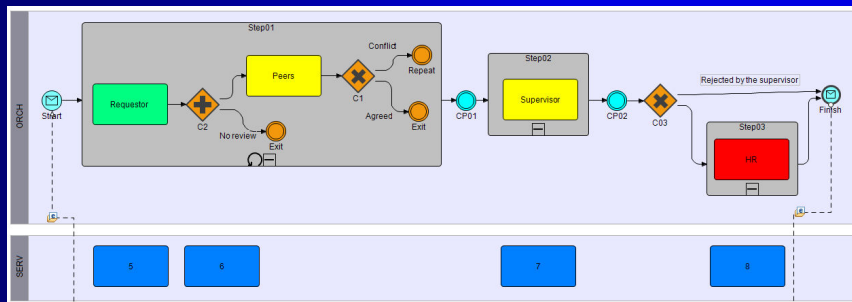 Step01
Conflict
Repeat
Peers
C1
Requestor
C2
No review
Exit
Agreed
Exit
ORCH
Start
CP01
Step02
Supervisor
CP02
C03
Rejected by the supervisor
Finish
Step03
HR
SERV
5
6
7
8